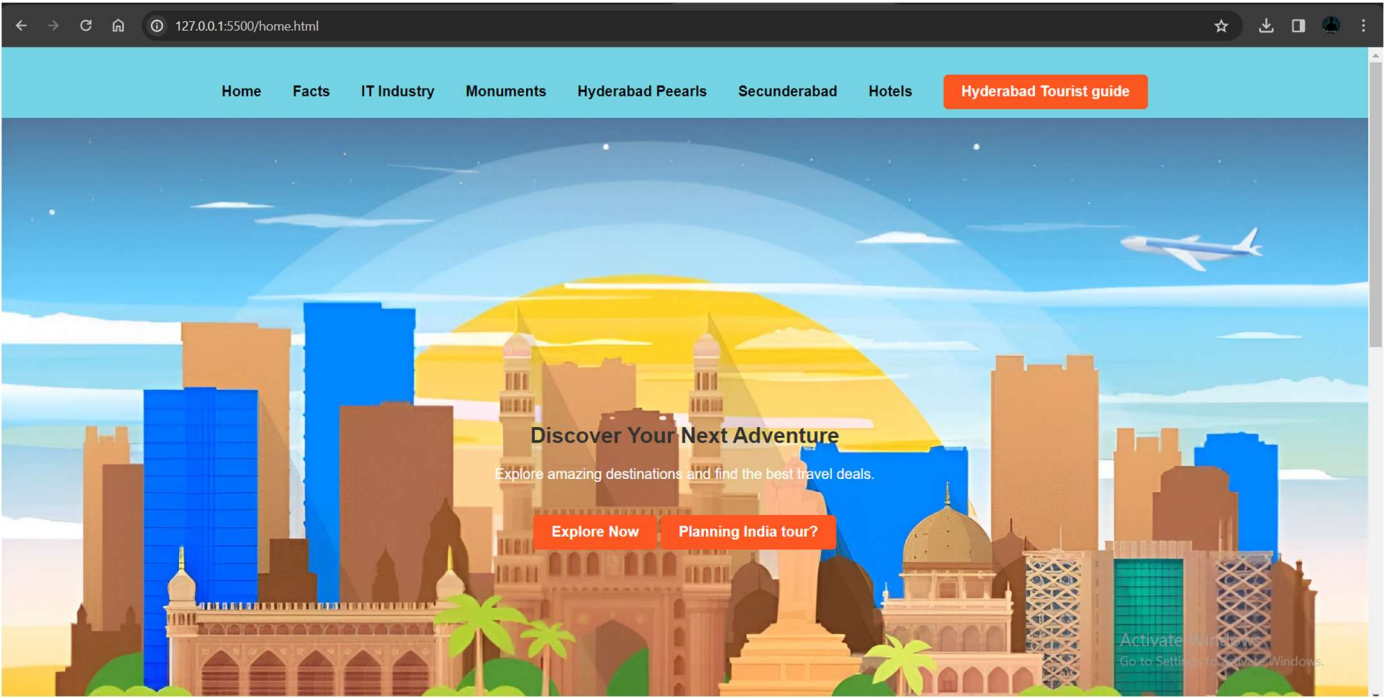 127.0.0.1:5500/home.html
Home Facts IT Industry Monuments Hyderabad Peearls Secunderabad Hotels Hyderabad Tourist guide
Discover Your Next Adventure
Explore amazing destinations and find the best travel deals.
Explore Now Planning India tour?
Activate Windows
Go to Settings to activate Windows.